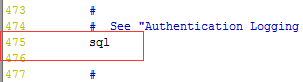 473 #
474 # See "Authentication Logging
475 sql
476
477 #